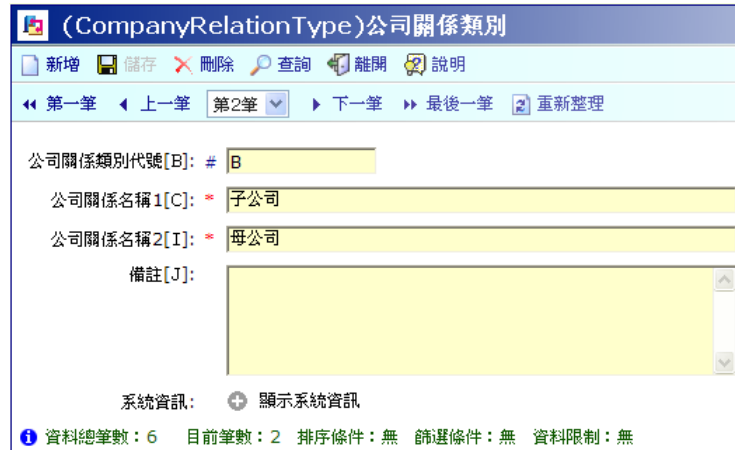 (CompanyRelationType)公司關係類別
新增 儲存 刪除 查詢 離開 說明
第一筆 上一筆 第2筆 下一筆 最後一筆 重新整理
公司關係類別代號[B]: # B
公司關係名稱1[C]: * 子公司
公司關係名稱2[I]: * 母公司
備註[J]:
系統資訊: 顯示系統資訊
資料總筆數：6 目前筆數：2 排序條件：無 篩選條件：無 資料限制：無